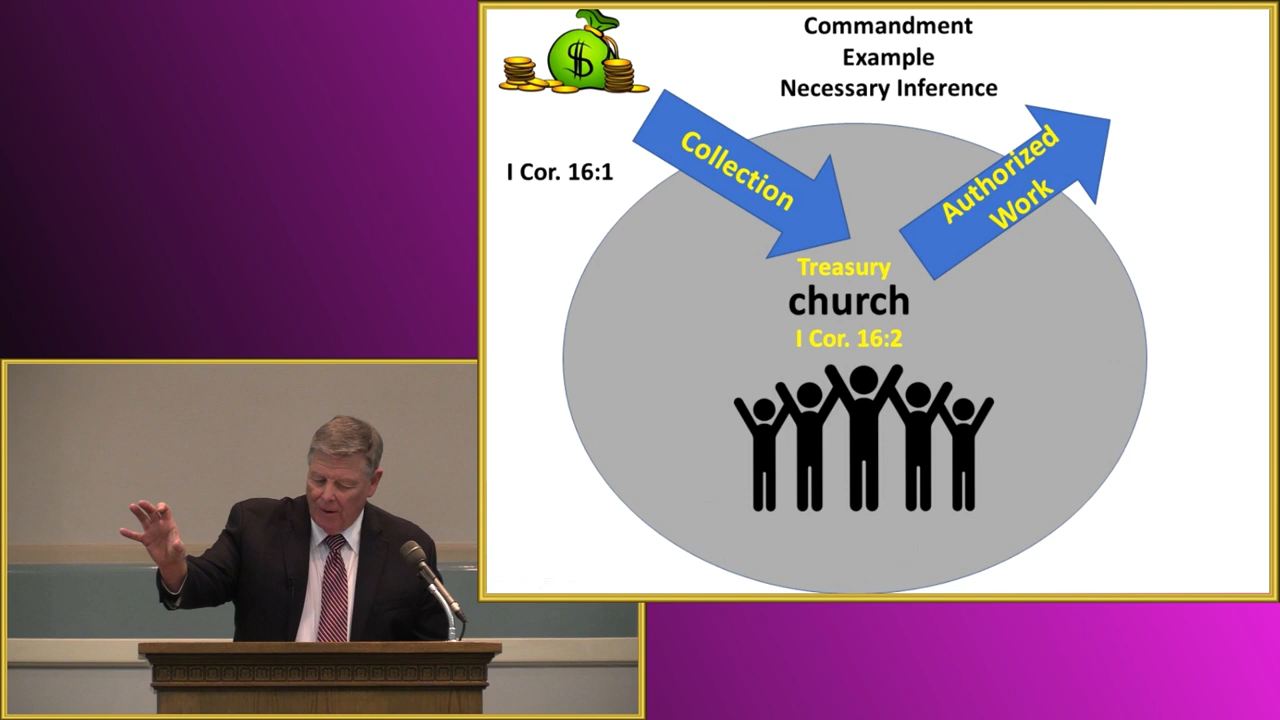 Commandment
Example
Necessary Inference
$
Collection
Authorized
Work
I Cor. 16:1
Treasury
church
I Cor. 16:2